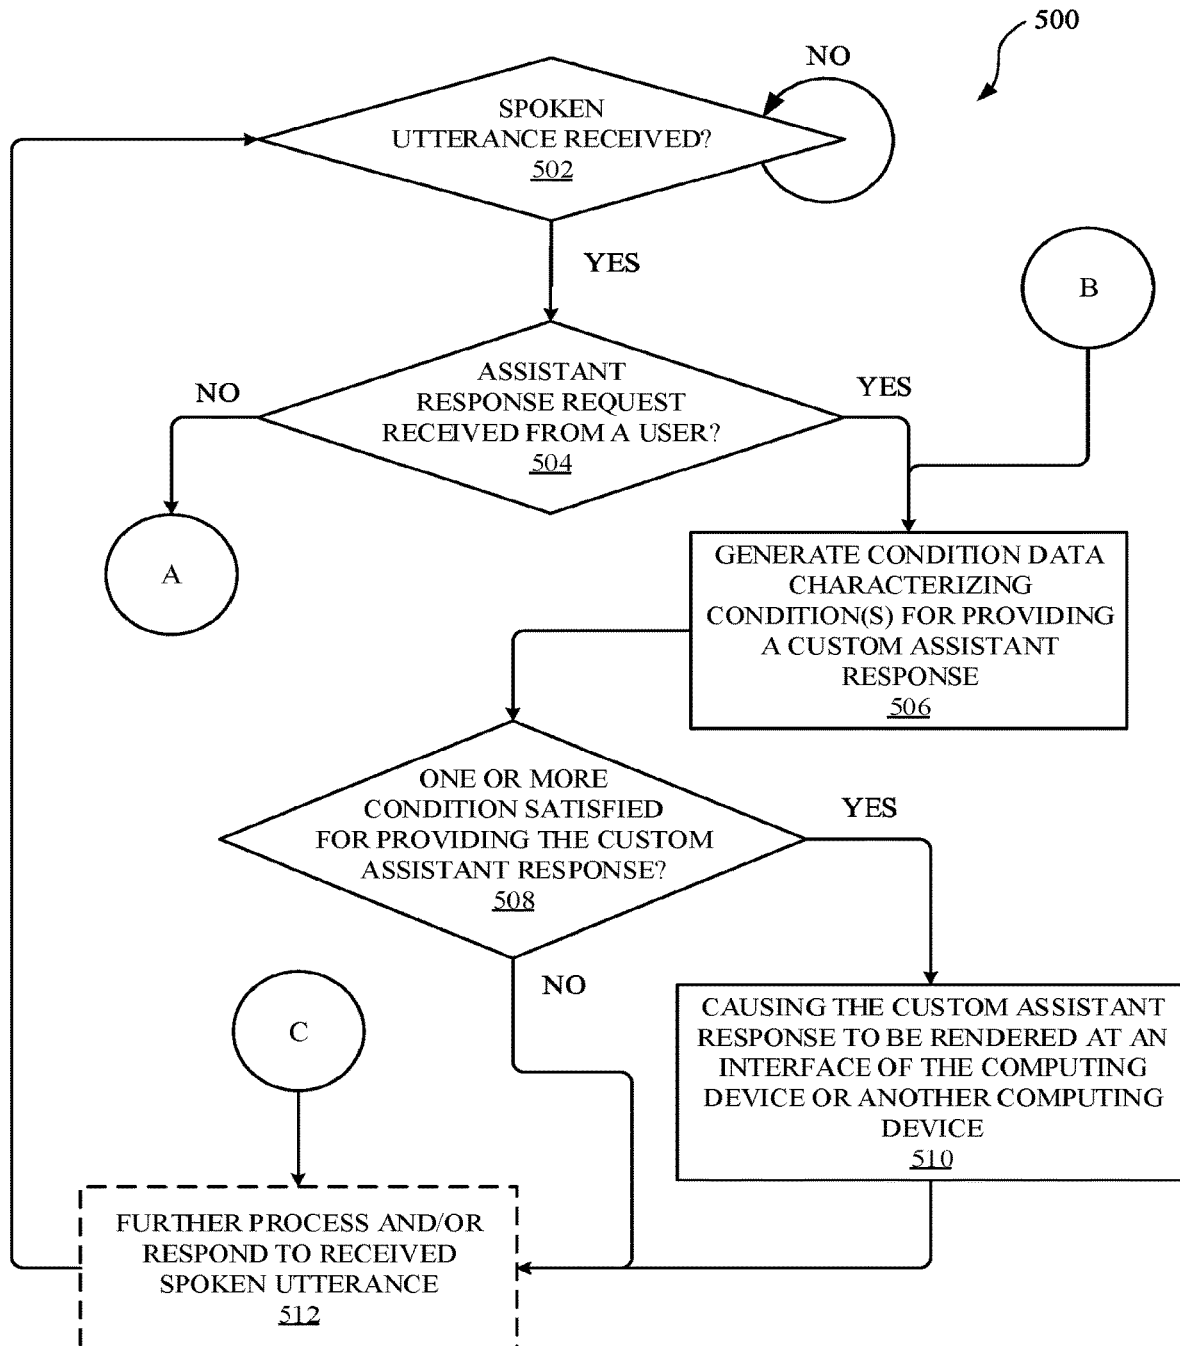 500
NO
SPOKEN
UTTERANCE RECEIVED?
502
YES
B
ASSISTANT
RESPONSE REQUEST
RECEIVED FROM A USER?
504
NO
YES
A
GENERATE CONDITION DATA
CHARACTERIZING
CONDITION(S) FOR PROVIDING
A CUSTOM ASSISTANT
RESPONSE
506
ONE OR MORE
CONDITION SATISFIED
FOR PROVIDING THE CUSTOM
ASSISTANT RESPONSE?
508
YES
NO
C
CAUSING THE CUSTOM ASSISTANT
RESPONSE TO BE RENDERED AT AN
INTERFACE OF THE COMPUTING
DEVICE OR ANOTHER COMPUTING
DEVICE
510
FURTHER PROCESS AND/OR
RESPOND TO RECEIVED
SPOKEN UTTERANCE
512